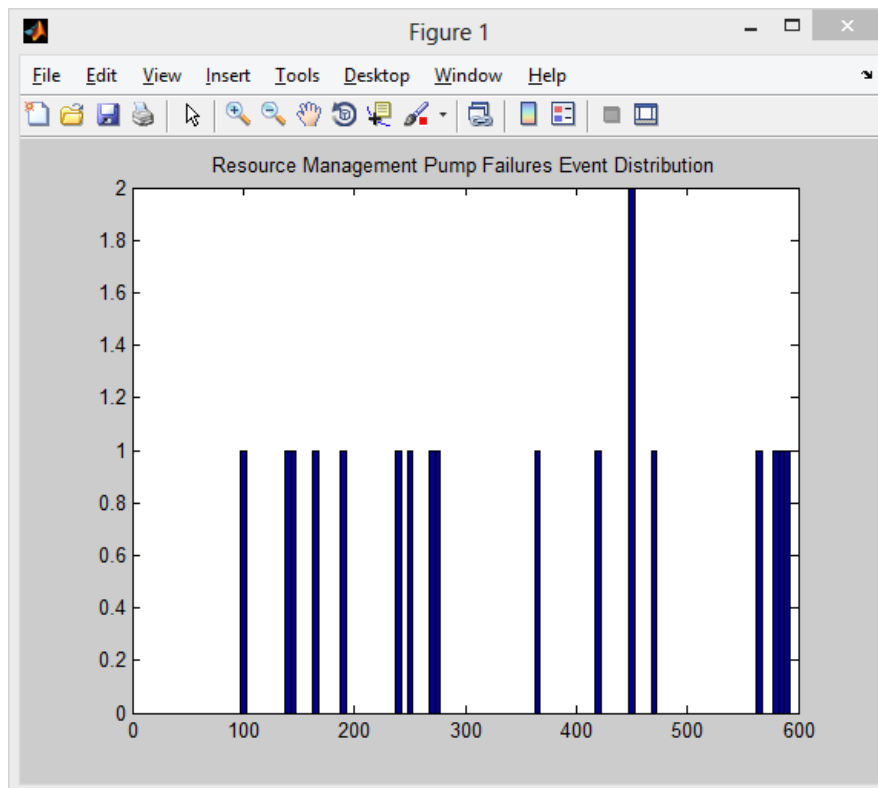 Figure 1
File Edit View Insert Tools Desktop Window Help
Resource Management Pump Failures Event Distribution
2
1.8
1.6
1.4
1.2
1
0.8
0.6
0.4
0.2
0
0 100 200 300 400 500 600